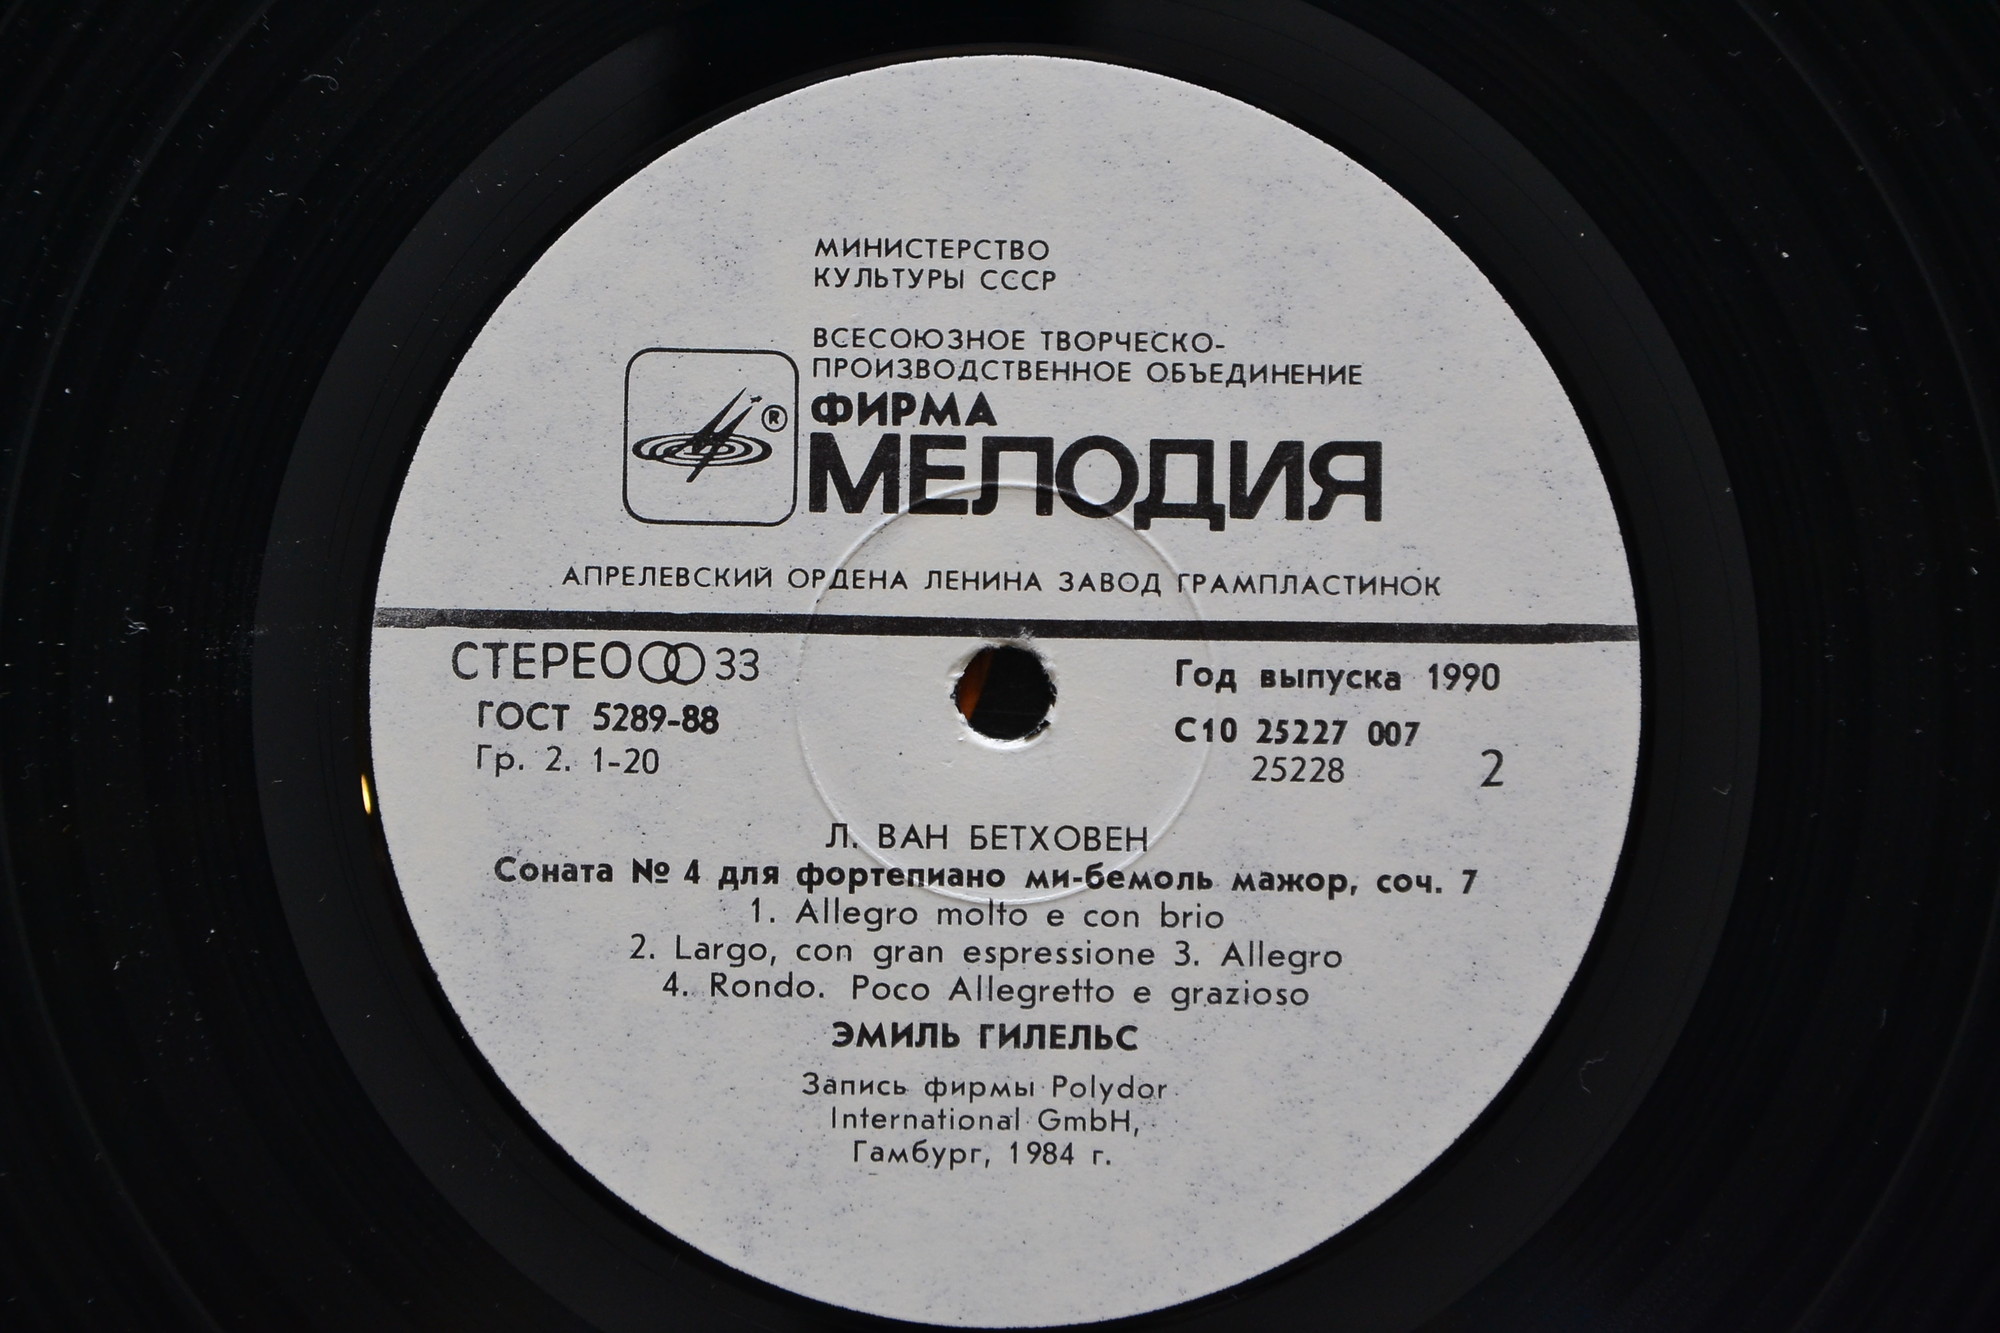 МИНИСТЕРСТВО
КУЛЬТУРЫ СССР
ВСЕСОЮЗНОЕ ТВОРЧЕСКО-
ПРОИЗВОДСТВЕННОЕ ОБЪЕДИНЕНИЕ
®
ФИРМА
МЕЛОДИЯ
АПРЕЛЕВСКИЙ ОРДЕНА ЛЕНИНА ЗАВОД ГРАМПЛАСТИНОК
СТЕРЕО 33
ГОСТ 5289-88
Гр. 2. 1-20
Год выпуска 1990
С10 25227 007
25228 2
Л. ВАН БЕТХОВЕН
Соната № 4 для фортепиано ми-бемоль мажор, соч. 7
1. Allegro molto e con brio
2. Largo, con gran espressione 3. Allegro
4. Rondo. Poco Allegretto e grazioso
ЭМИЛЬ ГИЛЕЛЬС
Запись фирмы Polydor
International GmbH,
Гамбург, 1984 г.